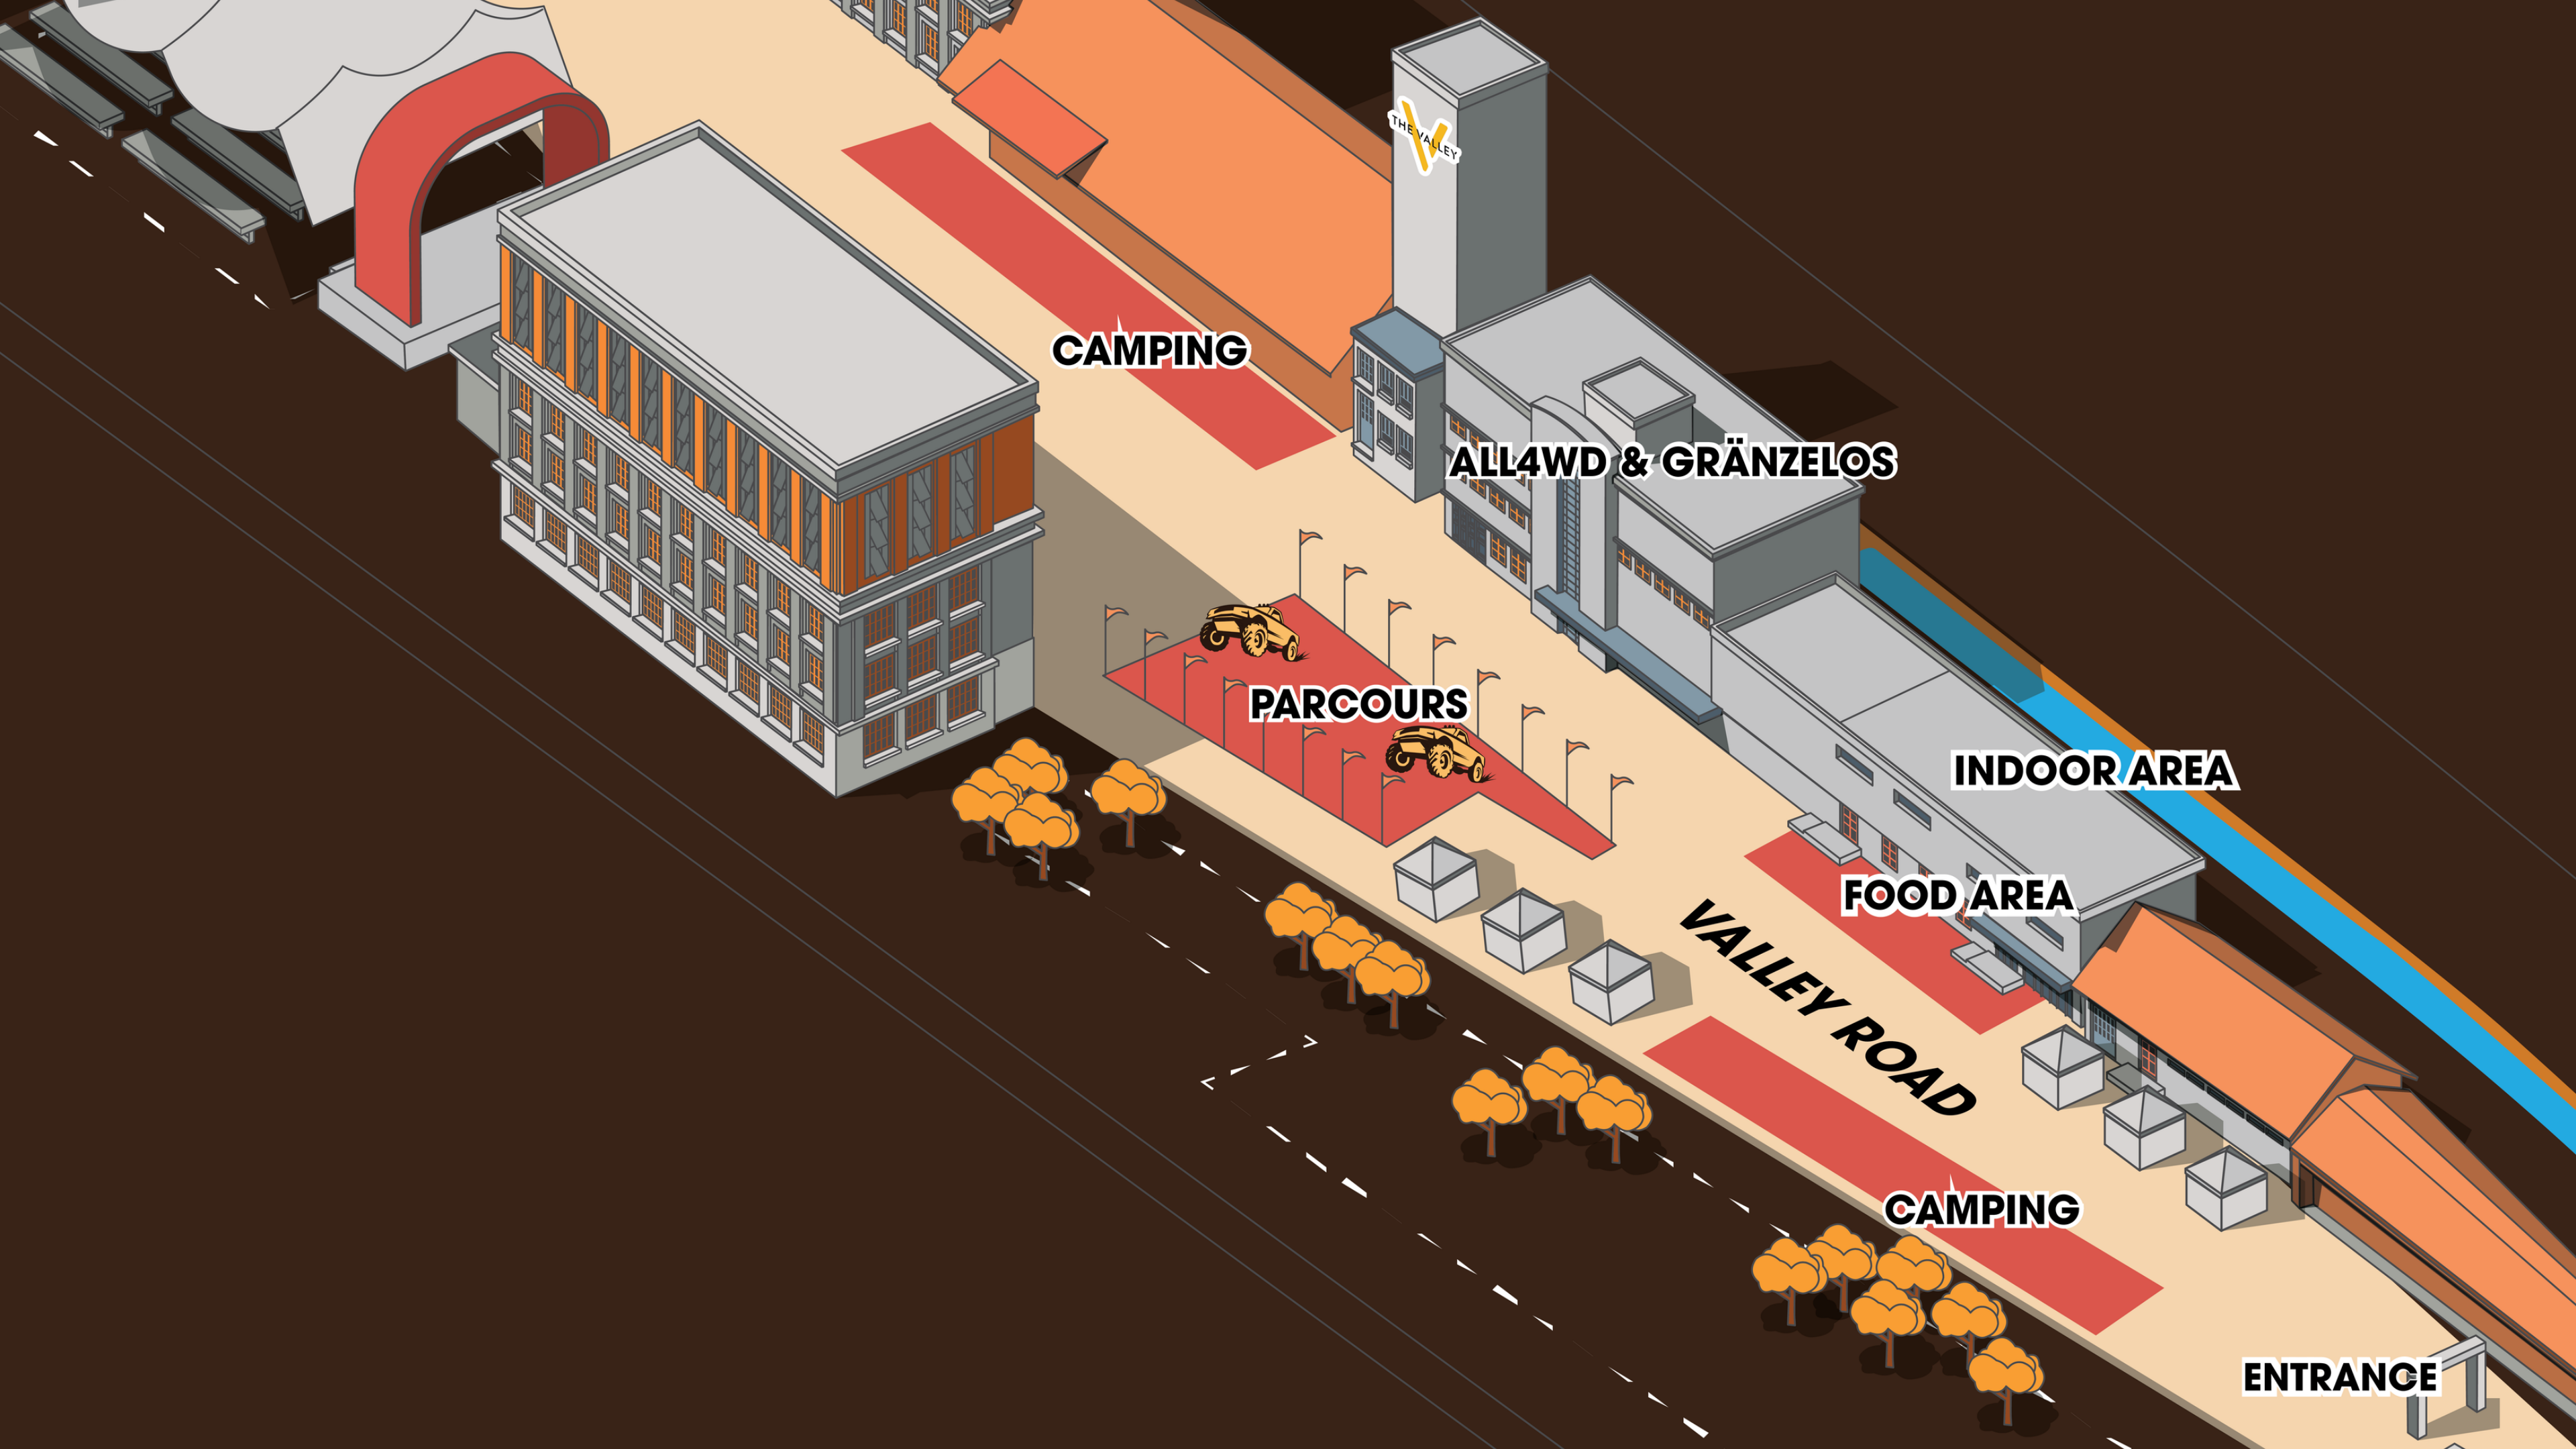 THE VALLEY
CAMPING
ALL4WD & GRÄNZELOS
PARCOURS
INDOOR AREA
FOOD AREA
VALLEY ROAD
CAMPING
ENTRANCE